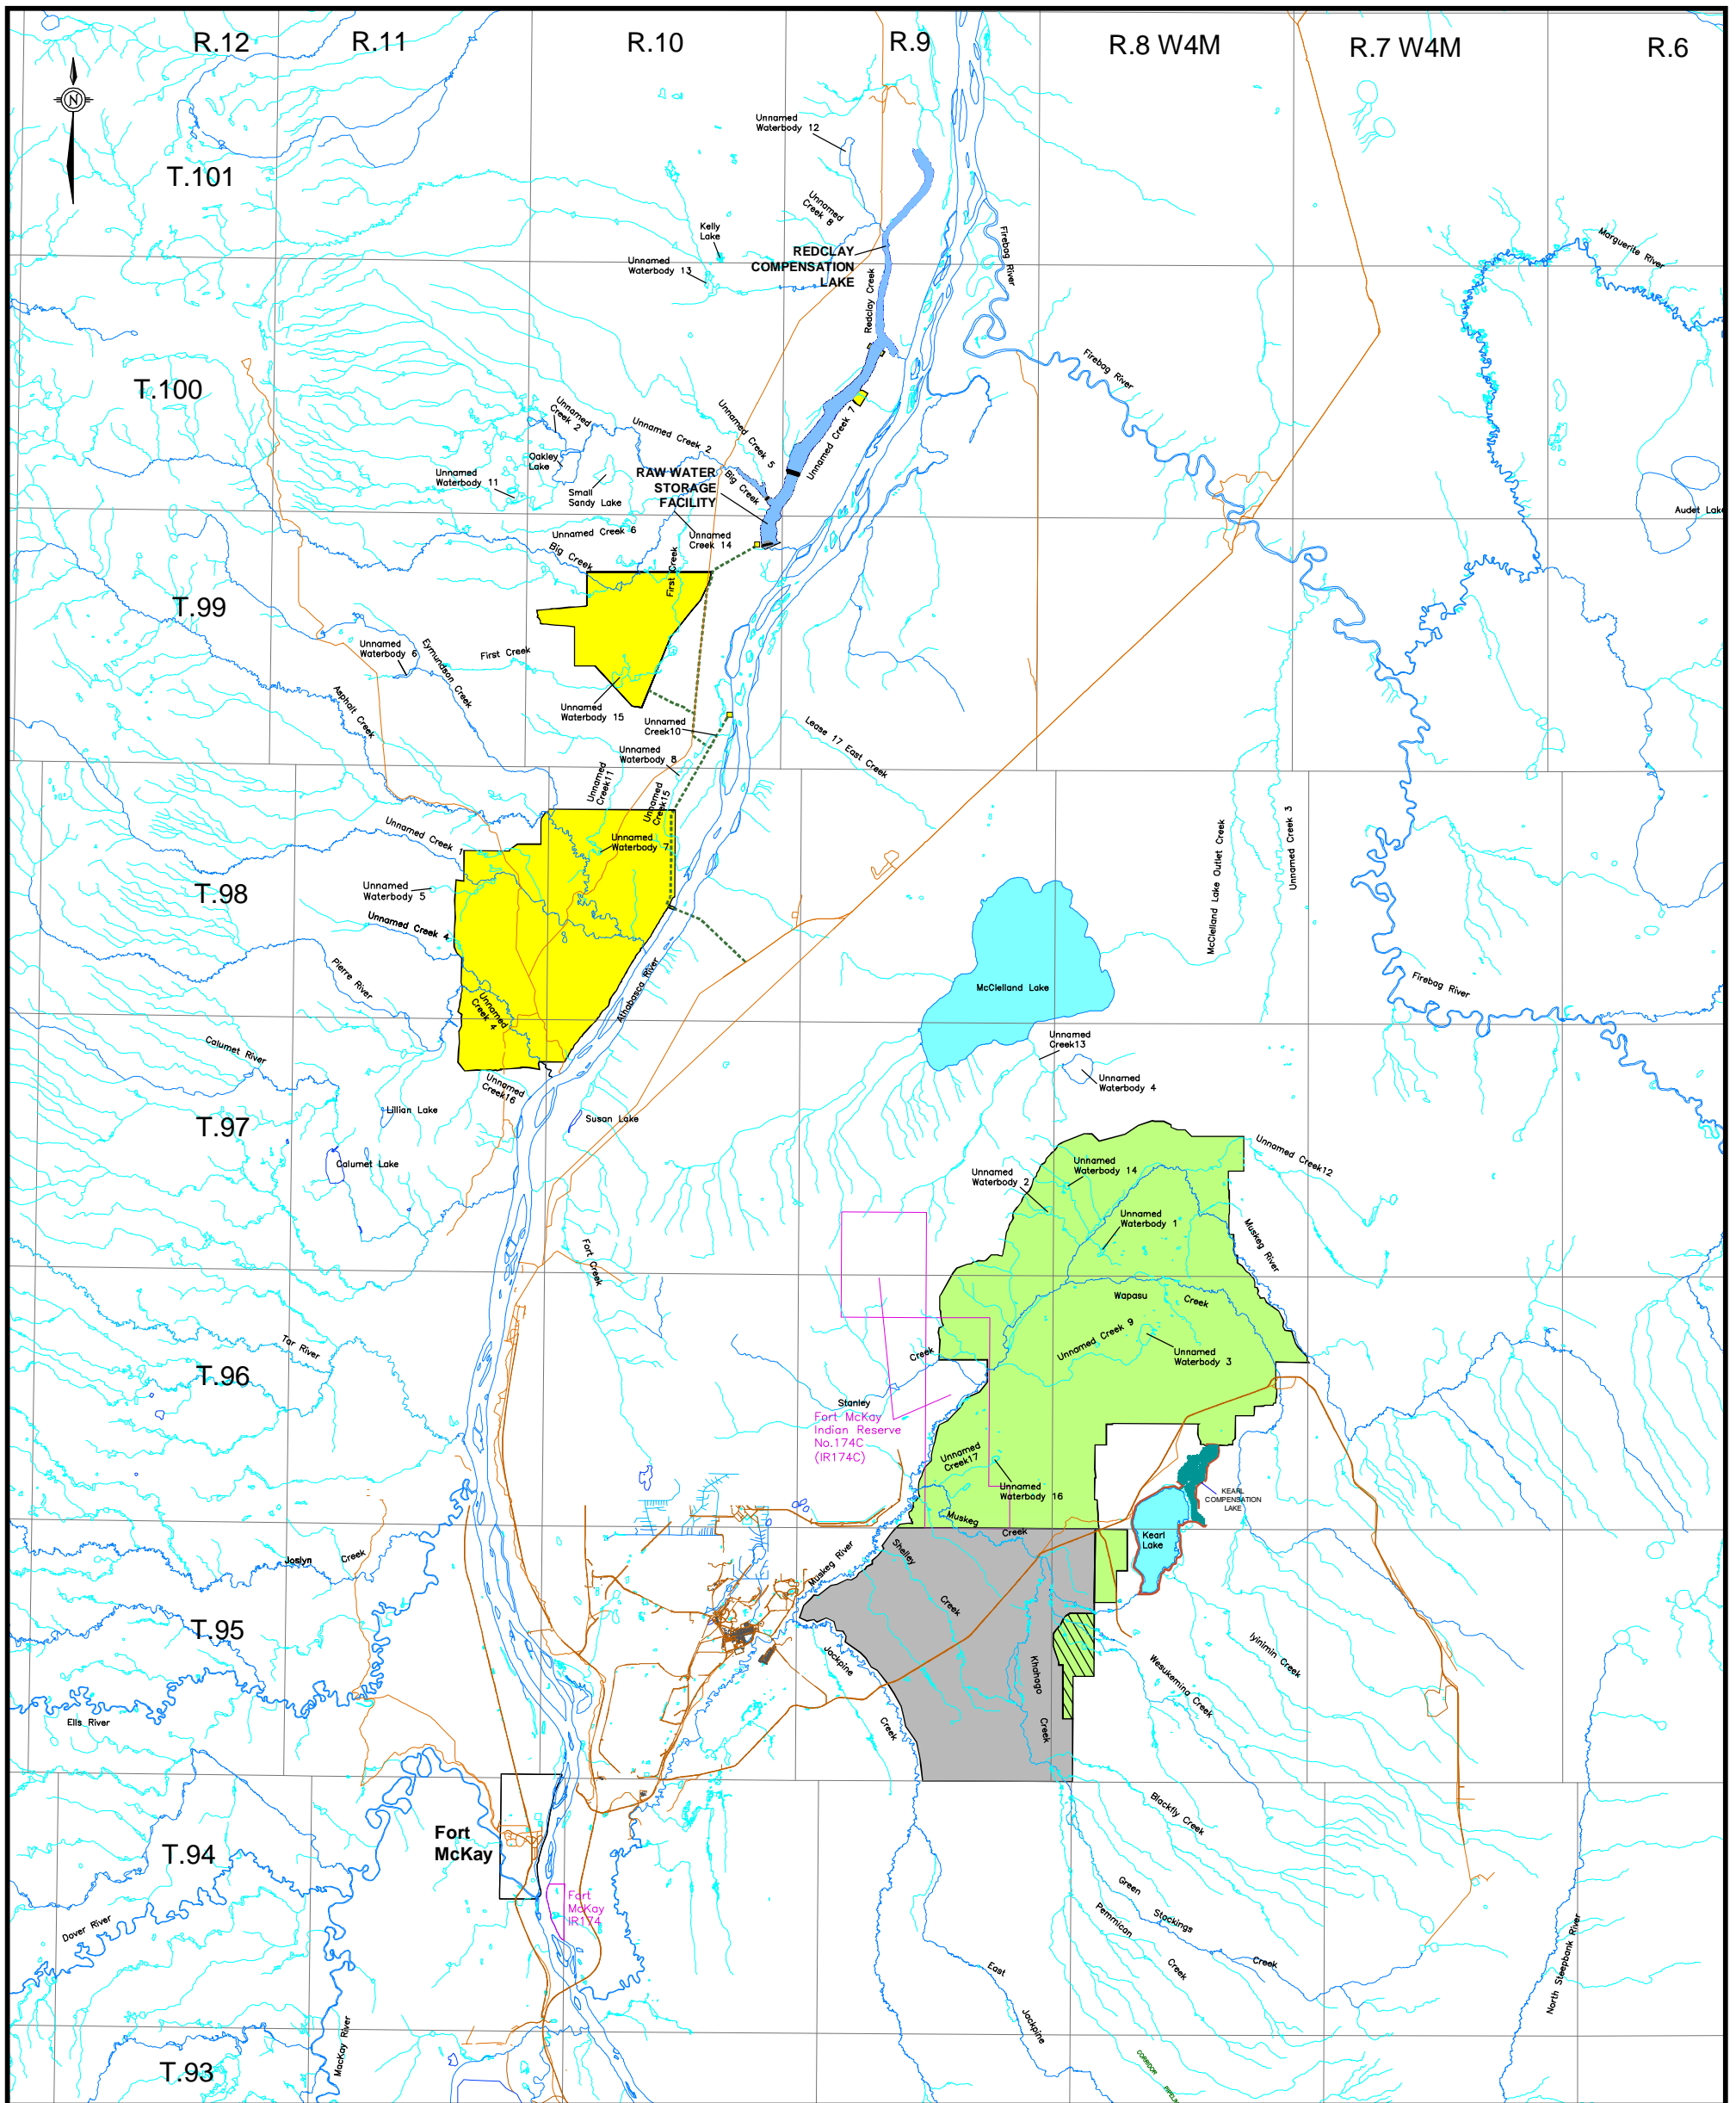 R.12
R.11
R.10
R.9
R.8 W4M
R.7 W4M
R.6
N
Unnamed
Waterbody 12
T.101
Unnamed
Creek 8
Kelly
Lake
Unnamed
Waterbody 13
REDCLAY
COMPENSATION
LAKE
Firebag River
Marguerite River
Redclay Creek
Firebag River
T.100
Unnamed
Creek 2
Unnamed Creek 2
Unnamed Creek 5
Unnamed Creek 7
Oakley
Lake
Unnamed
Waterbody 11
Small
Sandy Lake
RAW WATER
STORAGE
FACILITY
Big Creek
Audet Lake
Unnamed Creek 6
Unnamed
Creek 14
Big Creek
First Creek
T.99
Unnamed
Waterbody 6
Eymundson Creek
First Creek
Asphalt Creek
Unnamed
Waterbody 15
Unnamed
Creek10
Lease 17 East Creek
Unnamed
Waterbody 8
Unnamed
Creek11
Unnamed
Creek15
Unnamed Creek 1
Unnamed
Waterbody 7
McClelland Lake Outlet Creek
Unnamed Creek 3
T.98
Unnamed
Waterbody 5
Unnamed Creek 4
Pierre River
Unnamed
Creek 4
Athabasca River
McClelland Lake
Firebag River
Calumet River
Unnamed
Creek13
Unnamed
Waterbody 4
Unnamed
Creek16
Lillian Lake
Susan Lake
T.97
Calumet Lake
Unnamed Creek12
Unnamed
Waterbody 14
Unnamed
Waterbody 2
Unnamed
Waterbody 1
Muskeg River
Fort Creek
Wapasu Creek
Tar River
Unnamed Creek 9
Unnamed
Waterbody 3
T.96
Creek
Stanley
Fort McKay
Indian Reserve
No.174C
(IR174C)
Unnamed
Creek17
Unnamed
Waterbody 16
KEARL
COMPENSATION
LAKE
Muskeg
Creek
Kearl
Lake
Joslyn Creek
Muskeg River
Shelley
Creek
T.95
Jackpine
Creek
Khahago
Creek
Wesukemina Creek
Iyinimin Creek
Ells River
Blackfly Creek
T.94
Fort
McKay
Fort
McKay
IR174
Dover River
Green
Stockings
Creek
Pemmican
Creek
North Steepbank River
East
Jackpine
MacKay River
T.93
CORRIDOR